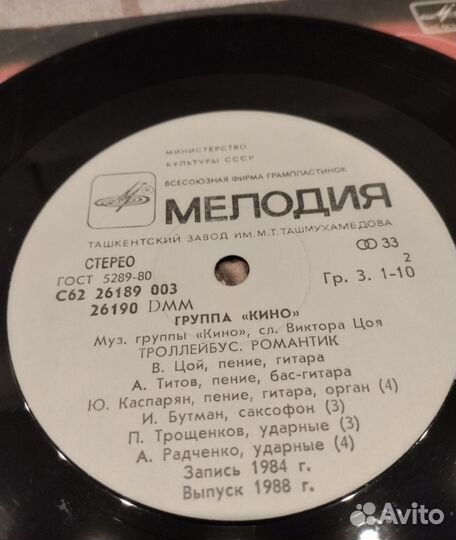 МИНИСТЕРСТВО
КУЛЬТУРЫ СССР
ВСЕСОЮЗНАЯ ФИРМА ГРАМПЛАСТИНОК
МЕЛОДИЯ
ТАШКЕНТСКИЙ ЗАВОД ИМ. М.Т. ТАШМУХАМЕДОВА
СТЕРЕО
33
ГОСТ 5289-80
2
С62 26189 003
Гр. 3. 1-10
26190 DMM
ГРУППА «КИНО»
Муз. группы «Кино», сл. Виктора Цоя
ТРОЛЛЕЙБУС. РОМАНТИК
В. Цой, пение, гитара
А. Титов, пение, бас-гитара
Ю. Каспарян, пение, гитара, орган (4)
И. Бутман, саксофон (3)
П. Трощенков, ударные (3)
А. Радченко, ударные (4)
Запись 1984 г.
Выпуск 1988 г.
Avito